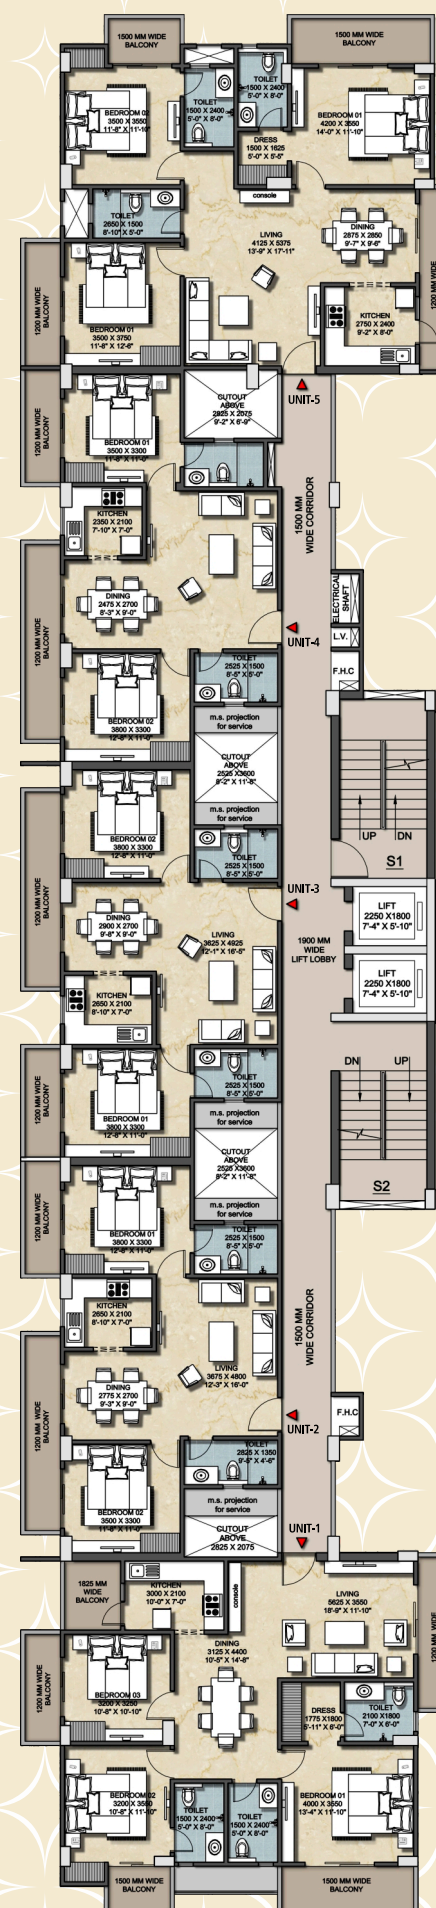 1500 MM WIDE
BALCONY
1500 MM WIDE
BALCONY
BEDROOM 02
3500 X 3550
11'-6" X 11'-10"
TOILET
1500 X 2400
5'-0" X 8'-0"
TOILET
1500 X 2400
5'-0" X 8'-0"
BEDROOM 01
4200 X 3550
14'-0" X 11'-10"
DRESS
1500 X 1625
5'-0" X 5'-5"
console
TOILET
2650 X 1500
8'-10" X 5'-0"
LIVING
4125 X 5375
13'-9" X 17'-11"
DINING
2875 X 2850
9'-7" X 9'-6"
1200 MM WIDE
1200 MM WIDE
BALCONY
BEDROOM 01
3500 X 3750
11'-8" X 12'-6"
KITCHEN
2750 X 2400
9'-2" X 8'-0"
UNIT-5
1200 MM WIDE
BALCONY
BEDROOM 01
3500 X 3300
11'-8" X 11'-0"
CUTOUT
ABOVE
2825 X 2075
9'-2" X 6'-9"
1500 MM
WIDE CORRIDOR
KITCHEN
2350 X 2100
7'-10" X 7'-0"
1200 MM WIDE
BALCONY
DINING
2475 X 2700
8'-3" X 9'-0"
ELECTRICAL
SHAFT
L.V.
UNIT-4
F.H.C
TOILET
2525 X 1500
8'-5" X 5'-0"
BEDROOM 02
3800 X 3300
12'-8" X 11'-0"
m.s. projection
for service
CUTOUT
ABOVE
2525 X3600
8'-2" X 11'-8"
m.s. projection
for service
UP
DN
S1
1200 MM WIDE
BALCONY
BEDROOM 02
3800 X 3300
12'-8" X 11'-0"
TOILET
2525 X 1500
8'-5" X 5'-0"
UNIT-3
LIFT
2250 X1800
7'-4" X 5'-10"
DINING
2900 X 2700
9'-8" X 9'-0"
LIVING
3625 X 4925
12'-1" X 16'-5"
1900 MM
WIDE
LIFT LOBBY
LIFT
2250 X1800
7'-4" X 5'-10"
KITCHEN
2650 X 2100
8'-10" X 7'-0"
1200 MM WIDE
BALCONY
BEDROOM 01
3800 X 3300
12'-8" X 11'-0"
TOILET
2525 X 1500
8'-5" X 5'-0"
DN
UP
m.s. projection
for service
CUTOUT
ABOVE
2525 X3600
8'-2" X 11'-8"
m.s. projection
for service
S2
1200 MM WIDE
BALCONY
BEDROOM 01
3800 X 3300
12'-8" X 11'-0"
TOILET
2525 X 1500
8'-5" X 5'-0"
KITCHEN
2650 X 2100
8'-10" X 7'-0"
1500 MM
WIDE CORRIDOR
LIVING
3675 X 4800
12'-3" X 16'-0"
1200 MM WIDE
BALCONY
DINING
2775 X 2700
9'-3" X 9'-0"
F.H.C
UNIT-2
TOILET
2825 X 1350
9'-5" X 4'-6"
BEDROOM 02
3500 X 3300
11'-8" X 11'-0"
m.s. projection
for service
CUTOUT
ABOVE
2825 X 2075
UNIT-1
1825 MM
WIDE
BALCONY
KITCHEN
3000 X 2100
10'-0" X 7'-0"
console
LIVING
5625 X 3550
18'-9" X 11'-10"
1200 MM WIDE
DINING
3125 X 4400
10'-5" X 14'-8"
1200 MM WIDE
BALCONY
BEDROOM 03
3200 X 3250
10'-8" X 10'-10"
DRESS
1775 X1800
5'-11" X 6'-0"
TOILET
2100 X1800
7'-0" X 6'-0"
BEDROOM 02
3200 X 3550
10'-8" X 11'-10"
TOILET
1500 X 2400
5'-0" X 8'-0"
TOILET
1500 X 2400
5'-0" X 8'-0"
BEDROOM 01
4000 X 3550
13'-4" X 11'-10"
1500 MM WIDE
BALCONY
1500 MM WIDE
BALCONY